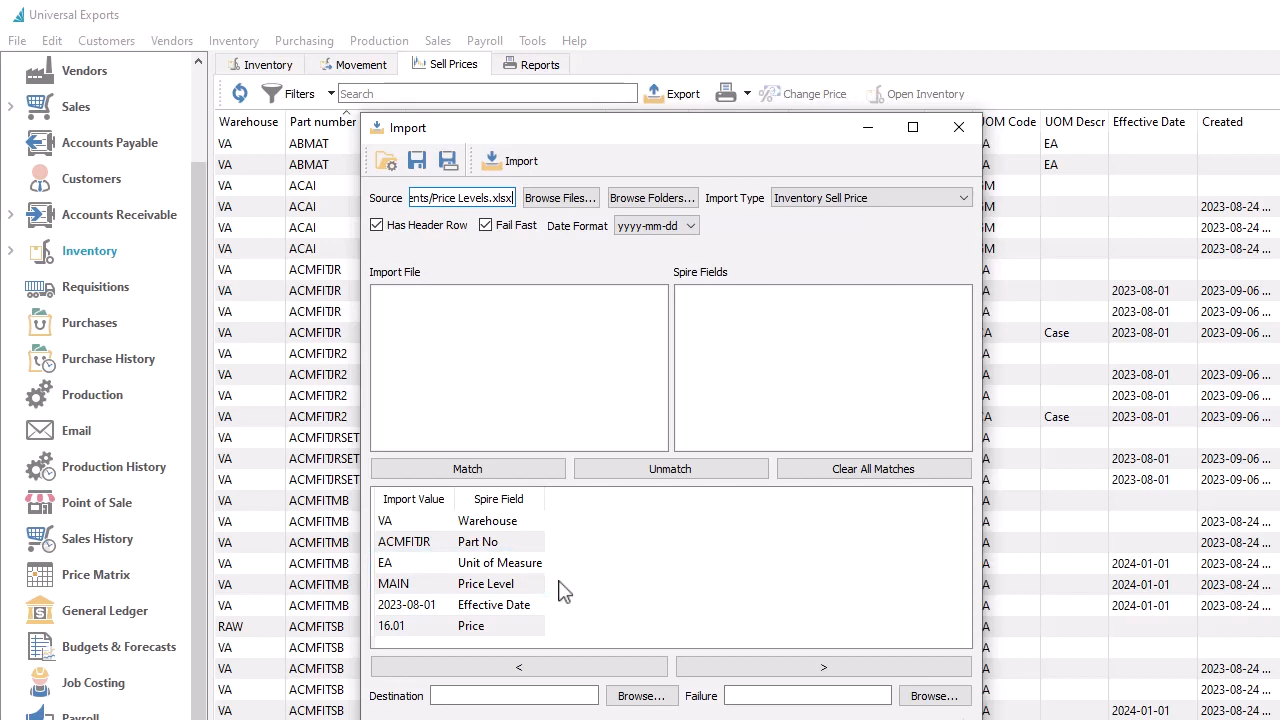 Universal Exports
File Edit Customers Vendors Inventory Purchasing Production Sales Payroll Tools Help
Vendors
Sales
Accounts Payable
Customers
Accounts Receivable
Inventory
Requisitions
Purchases
Purchase History
Production
Email
Production History
Point of Sale
Sales History
Price Matrix
General Ledger
Budgets & Forecasts
Job Costing
Payroll
Inventory Movement Sell Prices Reports
Filters Search Export Change Price Open Inventory
Warehouse Part number
VA ABMAT
VA ABMAT
VA ACAI
VA ACAI
VA ACAI
VA ACAI
VA ACMFITJR
VA ACMFITJR
VA ACMFITJR
VA ACMFITJR
VA ACMFITJR2
VA ACMFITJR2
VA ACMFITJR2
VA ACMFITJR2
VA ACMFITJRSET
VA ACMFITJRSET
VA ACMFITJRSET
VA ACMFITMB
VA ACMFITMB
VA ACMFITMB
VA ACMFITMB
VA ACMFITMB
VA ACMFITMB
RAW ACMFITSB
VA ACMFITSB
VA ACMFITSB
VA ACMFITSB
VA ACMFITSB
Import
Import
Source ents/Price Levels.xlsx Browse Files... Browse Folders... Import Type Inventory Sell Price
Has Header Row Fail Fast Date Format yyyy-mm-dd
Import File Spire Fields
Match Unmatch Clear All Matches
Import Value Spire Field
VA Warehouse
ACMFITJR Part No
EA Unit of Measure
MAIN Price Level
2023-08-01 Effective Date
16.01 Price
< >
Destination Browse... Failure Browse...
UOM Descr Effective Date Created
EA
EA
2023-08-24 ...
2023-08-24 ...
2023-08-24 ...
2023-08-01 2023-09-06 ...
2023-08-01 2023-09-06 ...
Case 2023-08-01 2023-09-06 ...
2023-08-01 2023-09-06 ...
2023-08-01 2023-09-06 ...
Case 2023-08-01 2023-09-06 ...
2023-08-01 2023-09-06 ...
2023-08-01 2023-09-06 ...
2023-08-24 ...
2023-08-24 ...
2024-01-01 2023-08-24 ...
2024-01-01 2023-08-24 ...
2024-01-01 2023-08-24 ...
2023-08-24 ...
2023-08-24 ...
2024-01-01 2023-08-24 ...